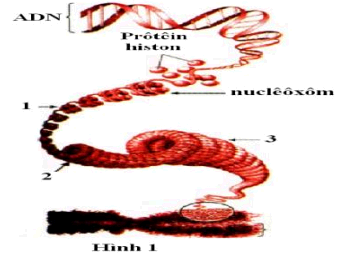 ADN
Prôtêin
histon
nuclêôxôm
1
3
2
Hình 1